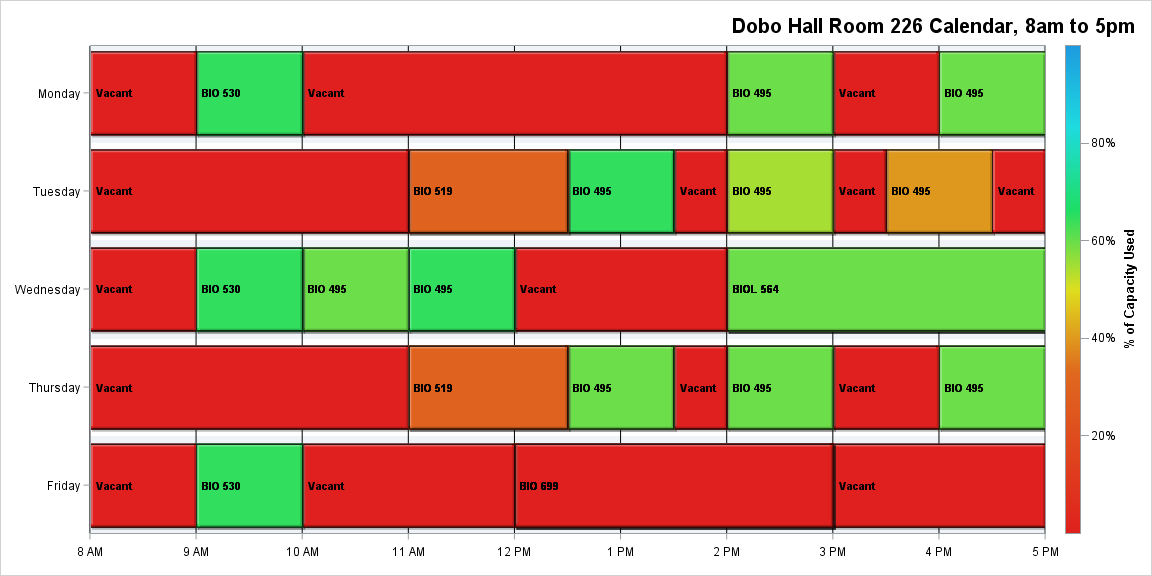 Dobo Hall Room 226 Calendar, 8am to 5pm
Monday
Vacant
BIO 530
Vacant
BIO 495
Vacant
BIO 495
Tuesday
Vacant
BIO 519
BIO 495
Vacant
BIO 495
Vacant
BIO 495
Vacant
Wednesday
Vacant
BIO 530
BIO 495
BIO 495
Vacant
BIOL 564
Thursday
Vacant
BIO 519
BIO 495
Vacant
BIO 495
Vacant
BIO 495
Friday
Vacant
BIO 530
Vacant
BIO 699
Vacant
8 AM
9 AM
10 AM
11 AM
12 PM
1 PM
2 PM
3 PM
4 PM
5 PM
80%
60%
40%
20%
% of Capacity Used